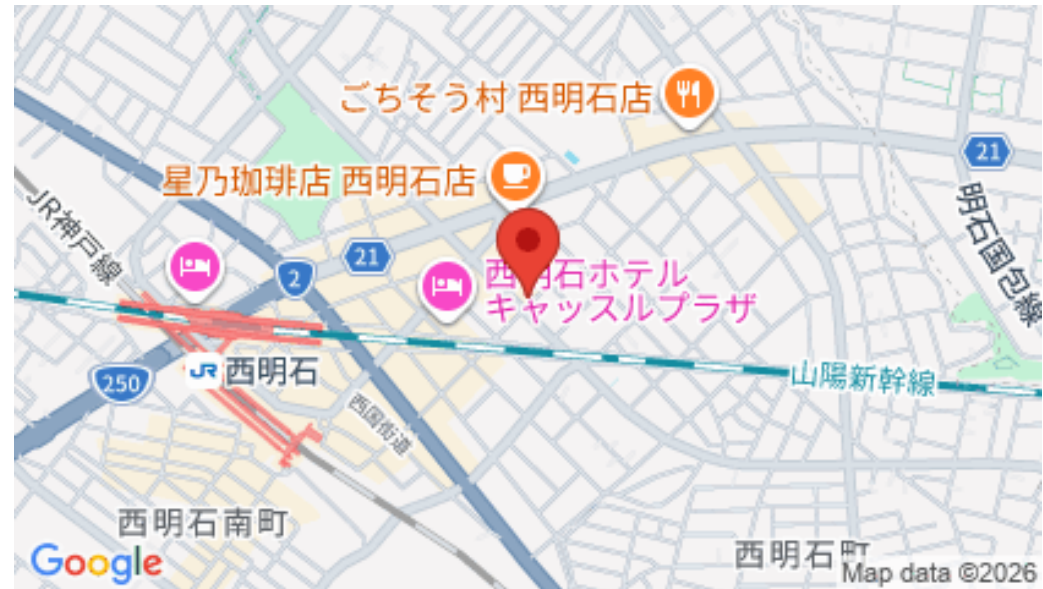 ごちそう村 西明石店
21
星乃珈琲店 西明石店
明石国包線
JR神戸線
21
2
西明石ホテル
キャッスルプラザ
250
JR 西明石
山陽新幹線
西国街道
西明石南町
西明石町
Google
Map data ©2026